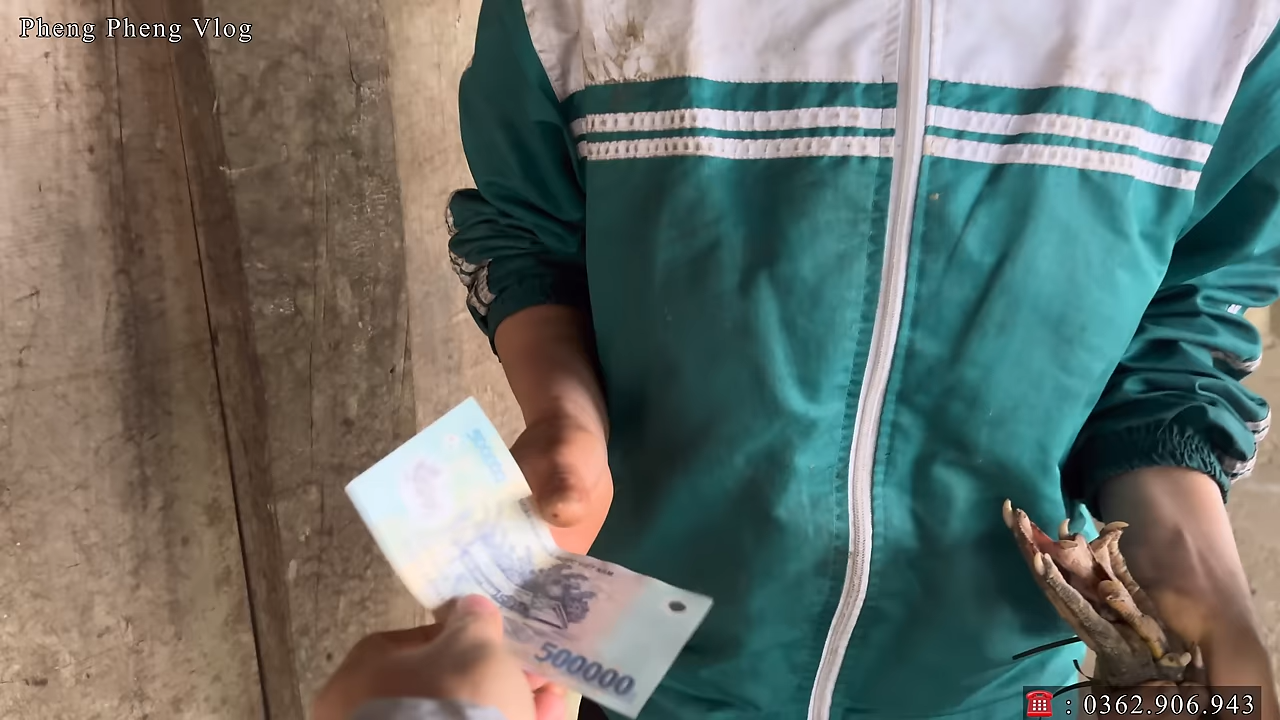 Pheng Pheng Vlog
500000
☎ : 0362.906.943